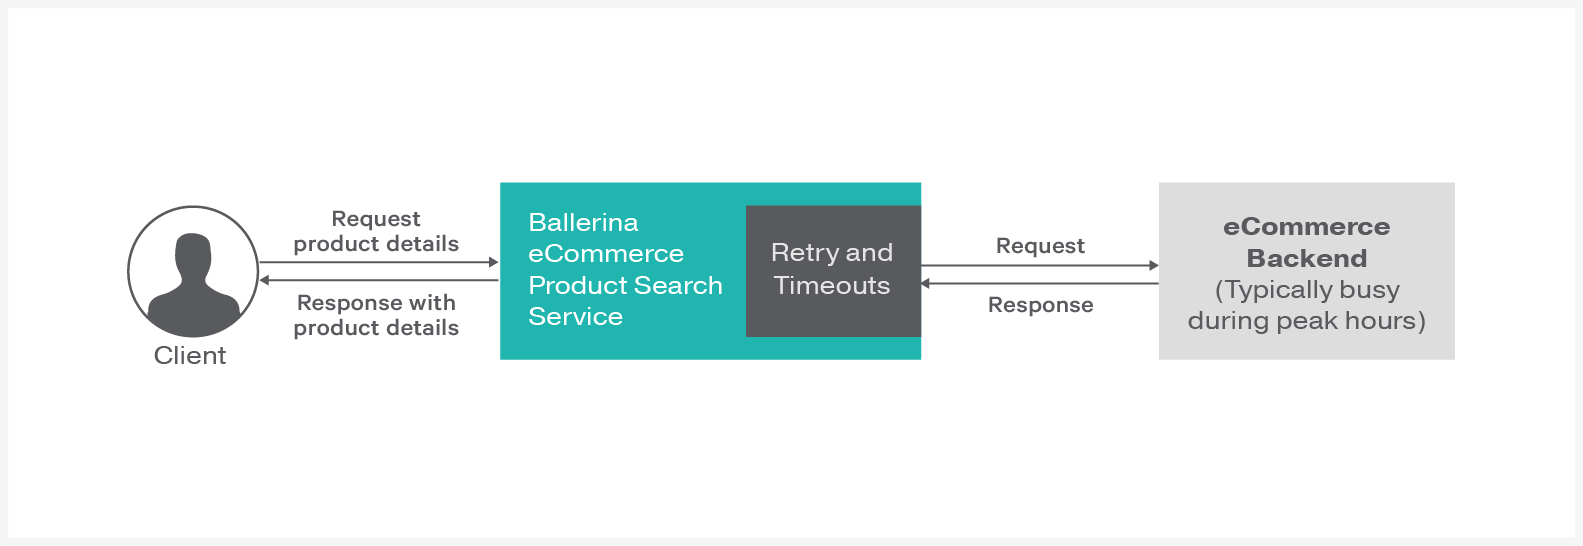 Request
product details
Response with
product details
Client
Ballerina
eCommerce
Product Search
Service
Retry and
Timeouts
Request
Response
eCommerce
Backend
(Typically busy
during peak hours)